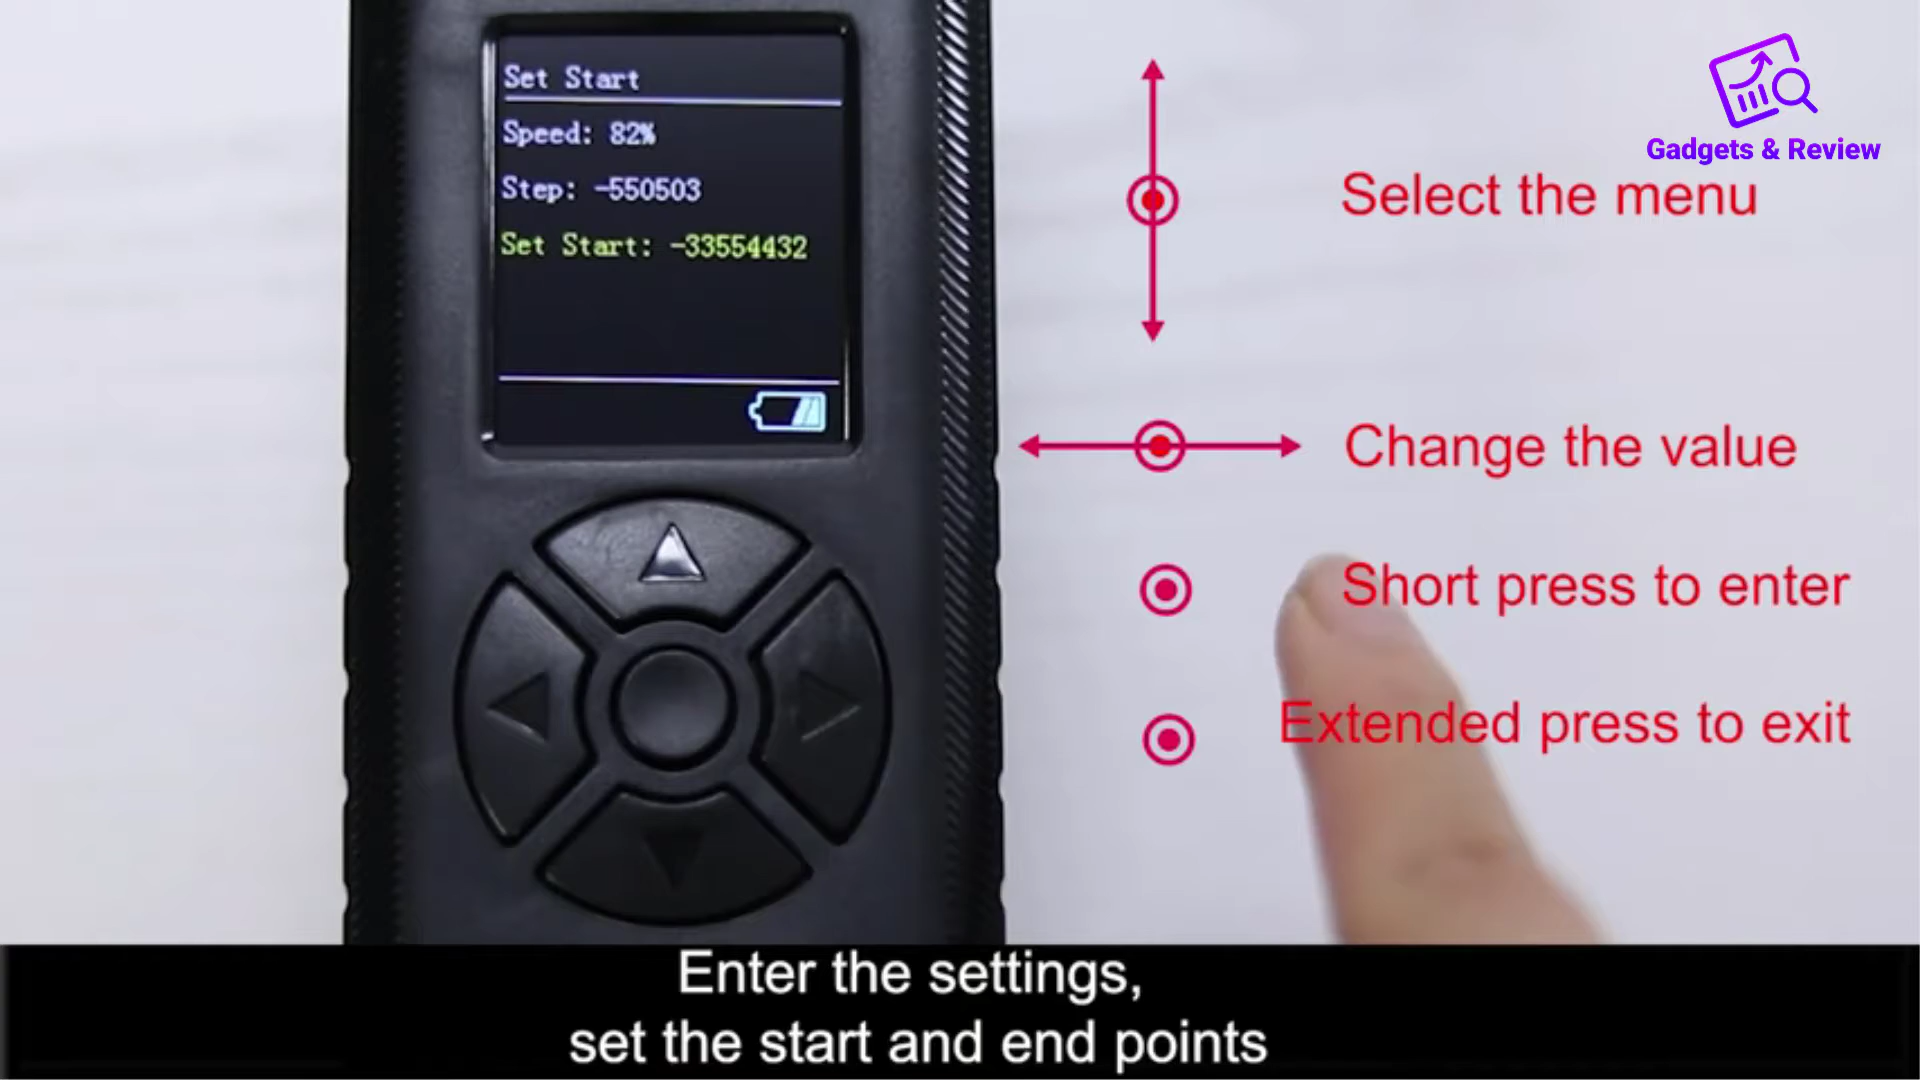 Set Start
Speed: 82%
Step: -550503
Set Start: -33554432
Gadgets & Review
Select the menu
Change the value
Short press to enter
Extended press to exit
Enter the settings,
set the start and end points